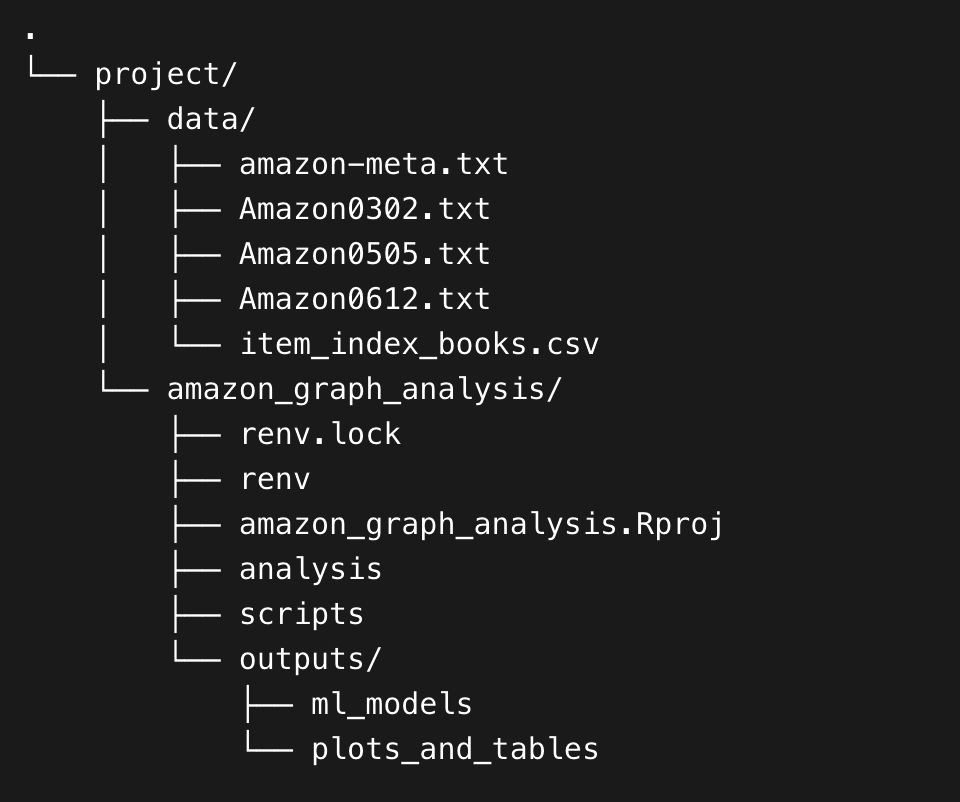 .
└── project/
    ├── data/
    │   ├── amazon-meta.txt
    │   ├── Amazon0302.txt
    │   ├── Amazon0505.txt
    │   ├── Amazon0612.txt
    │   └── item_index_books.csv
    └── amazon_graph_analysis/
        ├── renv.lock
        ├── renv
        ├── amazon_graph_analysis.Rproj
        ├── analysis
        ├── scripts
        └── outputs/
            ├── ml_models
            └── plots_and_tables